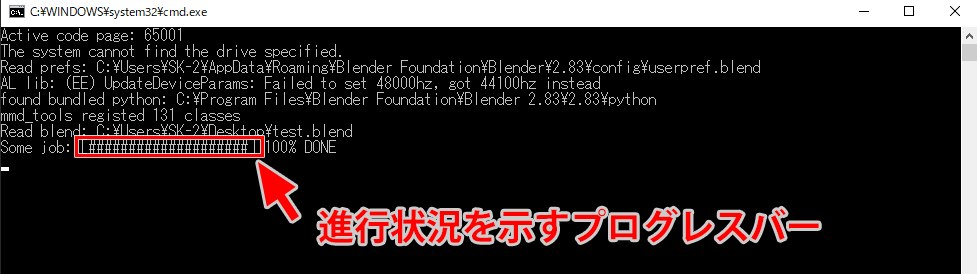 C:¥WINDOWS¥system32¥cmd.exe
Active code page: 65001
The system cannot find the drive specified.
Read prefs: C:¥Users¥SK-2¥AppData¥Roaming¥Blender Foundation¥Blender¥2.83¥config¥userpref.blend
AL lib: (EE) UpdateDeviceParams: Failed to set 48000hz, got 44100hz instead
found bundled python: C:¥Program Files¥Blender Foundation¥Blender 2.83¥2.83¥python
mmd_tools registed 131 classes
Read blend: C:¥Users¥SK-2¥Desktop¥test.blend
Some job: [####################] 100% DONE
進行状況を示すプログレスバー